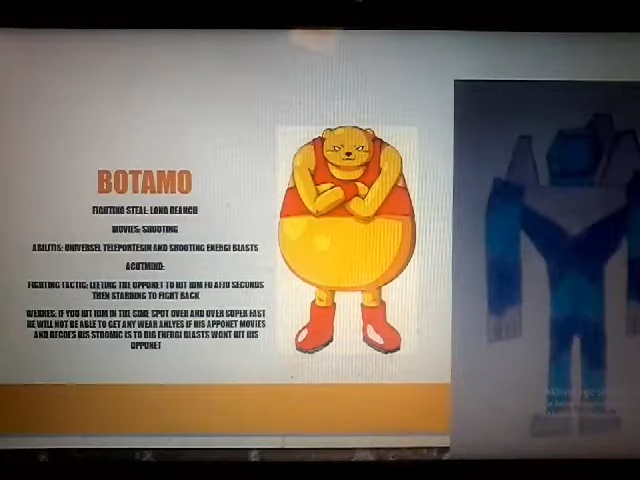 BOTAMO
FIGHTING STEAL: LONG REANCH
MOVIES: SHOOTING
ABILITIS: UNIVERSEL TELEPORTESIN AND SHOOTING ENERGI BLASTS
ACUTMIND:
FIGHTING TACTIC: LEETING THE OPPONET TO HIT HIM FO SECONDS
THEN STARDING TO FIGHT BACK
WEKNES: IF YOU HIT HIM IN THE SIME SPOT OVER AND OVER SUPER FAST
HE WILL NOT BE ABLE TO GET ANY WEAR ANLYES IF HIS APPONET MOVIES
AND BECOES HIS STOOMIC IS TO BIG ENERGI BLASTS WONT HIT HIS
OPPONET